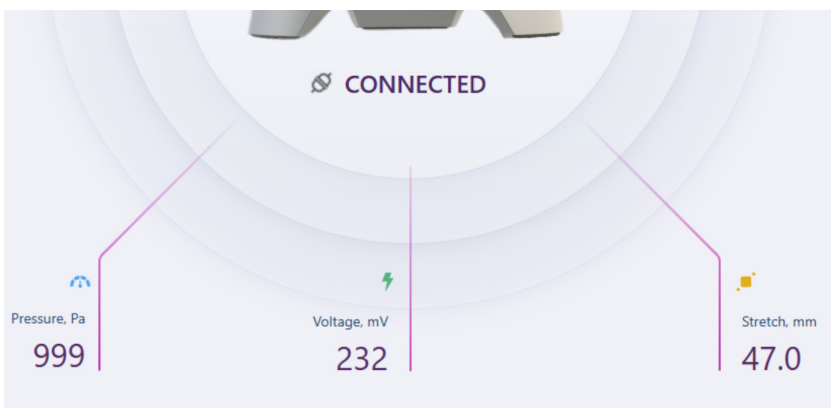 CONNECTED
Pressure, Pa
999
Voltage, mV
232
Stretch, mm
47.0